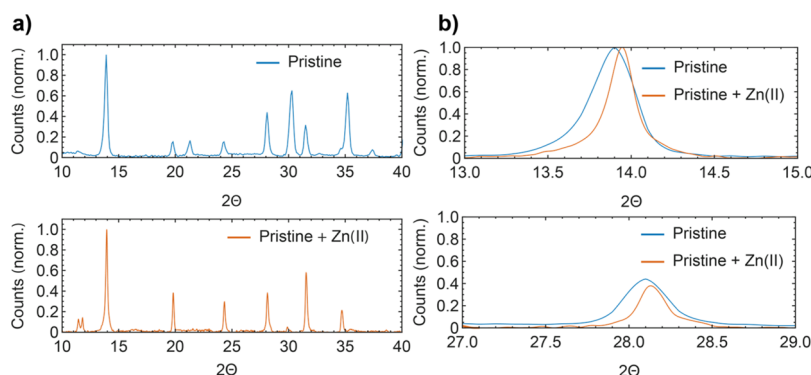 a)
Counts (norm.)
1.0
0.8
0.6
0.4
0.2
0
10 15 20 25 30 35 40
2Θ
Pristine
Counts (norm.)
1.0
0.8
0.6
0.4
0.2
0
10 15 20 25 30 35 40
2Θ
Pristine + Zn(II)
b)
Counts (norm.)
1.0
0.8
0.6
0.4
0.2
0
13.0 13.5 14.0 14.5 15.0
2Θ
Pristine
Pristine + Zn(II)
Counts (norm.)
1.0
0.8
0.6
0.4
0.2
0
27.0 27.5 28.0 28.5 29.0
2Θ
Pristine
Pristine + Zn(II)